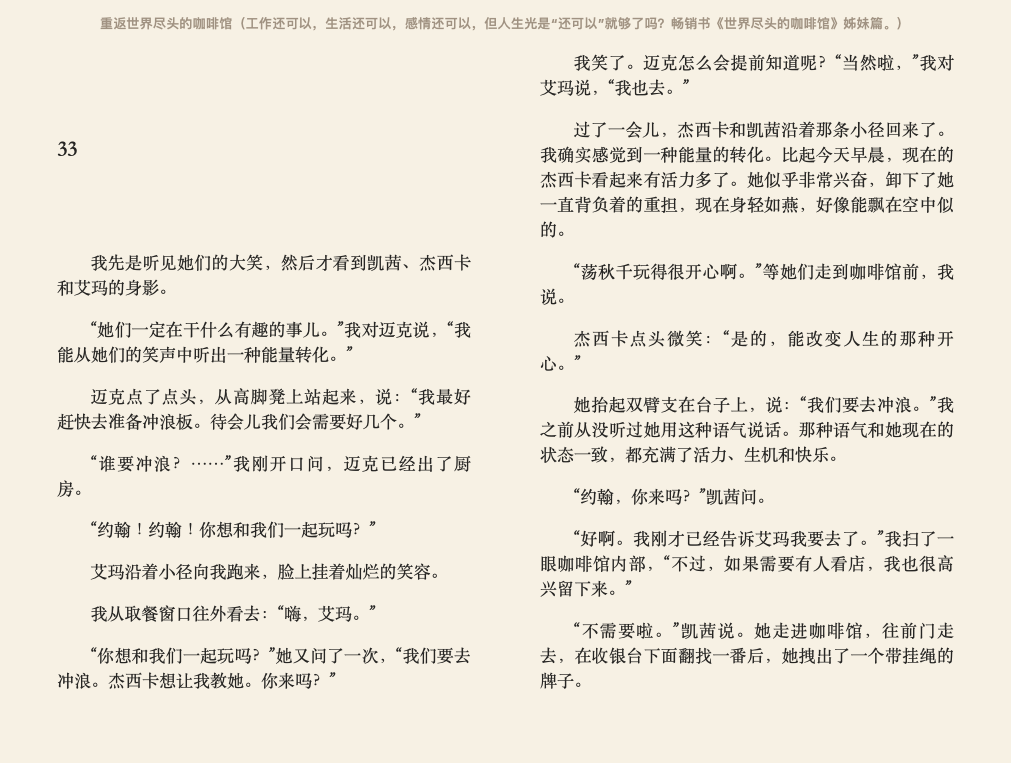 重返世界尽头的咖啡馆（工作还可以，生活还可以，感情还可以，但人生光是“还可以”就够了吗？畅销书《世界尽头的咖啡馆》姊妹篇。）
33
我先是听见她们的大笑，然后才看到凯茜、杰西卡
和艾玛的身影。
“她们一定在干什么有趣的事儿。”我对迈克说，“我
能从她们的笑声中听出一种能量转化。”
迈克点了点头，从高脚凳上站起来，说：“我最好
赶快去准备冲浪板。待会儿我们会需要好几个。”
“谁要冲浪？……”我刚开口问，迈克已经出了厨
房。
“约翰！约翰！你想和我们一起玩吗？”
艾玛沿着小径向我跑来，脸上挂着灿烂的笑容。
我从取餐窗口往外看去：“嗨，艾玛。”
“你想和我们一起玩吗？”她又问了一次，“我们要去
冲浪。杰西卡想让我教她。你来吗？”
我笑了。迈克怎么会提前知道呢？“当然啦，”我对
艾玛说，“我也去。”
过了一会儿，杰西卡和凯茜沿着那条小径回来了。
我确实感觉到一种能量的转化。比起今天早晨，现在的
杰西卡看起来有活力多了。她似乎非常兴奋，卸下了她
一直背负着的重担，现在身轻如燕，好像能飘在空中似
的。
“荡秋千玩得很开心啊。”等她们走到咖啡馆前，我
说。
杰西卡点头微笑：“是的，能改变人生的那种开
心。”
她抬起双臂支在台子上，说：“我们要去冲浪。”我
之前从没听过她用这种语气说话。那种语气和她现在的
状态一致，都充满了活力、生机和快乐。
“约翰，你来吗？”凯茜问。
“好啊。我刚才已经告诉艾玛我要去了。”我扫了一
眼咖啡馆内部，“不过，如果需要有人看店，我也很高
兴留下来。”
“不需要啦。”凯茜说。她走进咖啡馆，往前门走
去，在收银台下面翻找一番后，她拽出了一个带挂绳的
牌子。